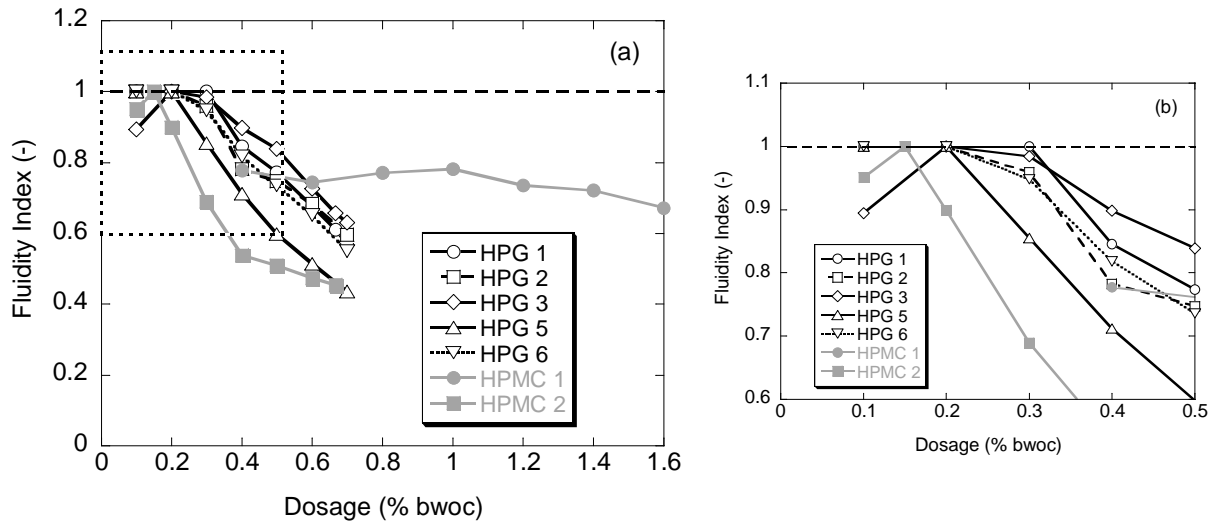 1.2
1
0.8
0.6
0.4
0.2
0
Fluidity Index (-)
(a)
HPG 1
HPG 2
HPG 3
HPG 5
HPG 6
HPMC 1
HPMC 2
0 0.2 0.4 0.6 0.8 1 1.2 1.4 1.6
Dosage (% bwoc)
1.1
1
0.9
0.8
0.7
0.6
Fluidity Index (-)
(b)
HPG 1
HPG 2
HPG 3
HPG 5
HPG 6
HPMC 1
HPMC 2
0 0.1 0.2 0.3 0.4 0.5
Dosage (% bwoc)